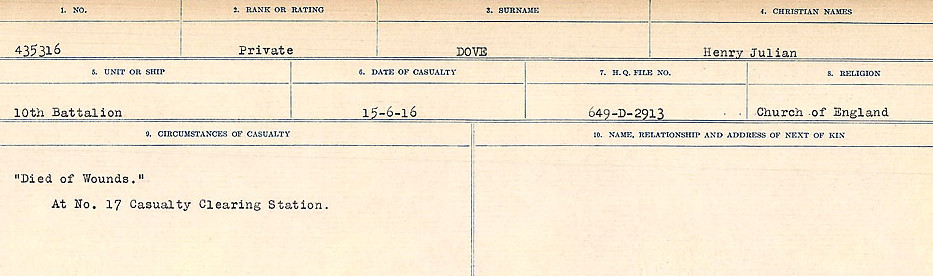 1. NO. 2. RANK OR RATING 3. SURNAME 4. CHRISTIAN NAMES
435316 Private DOVE Henry Julian
5. UNIT OR SHIP 6. DATE OF CASUALTY 7. H.Q. FILE NO. 8. RELIGION
10th Battalion 15-6-16 649-D-2913 Church of England
9. CIRCUMSTANCES OF CASUALTY 10. NAME, RELATIONSHIP AND ADDRESS OF NEXT OF KIN
"Died of Wounds."
At No. 17 Casualty Clearing Station.